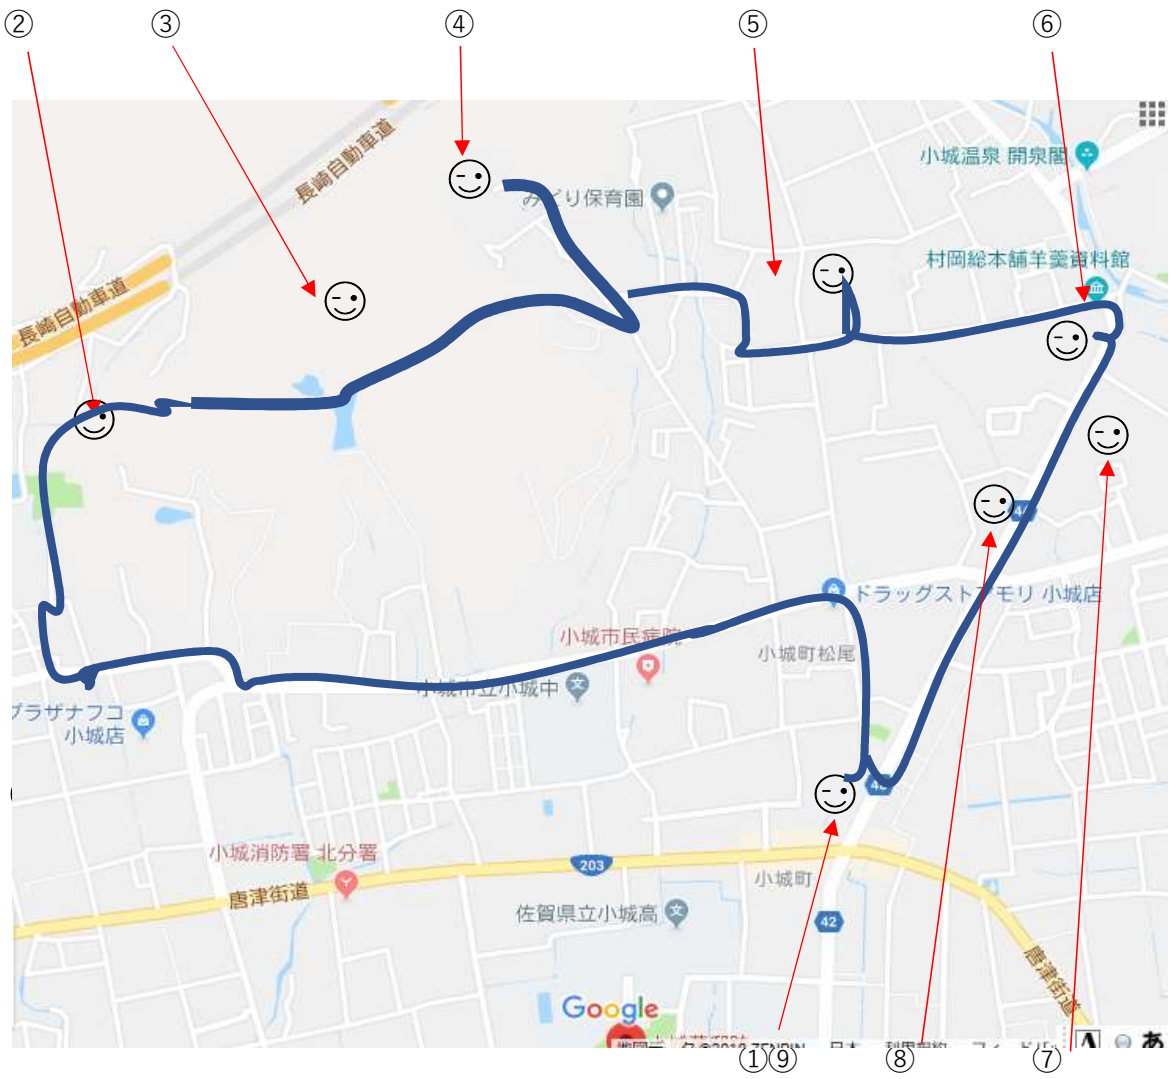 ②
③
④
⑤
⑥
長崎自動車道
小城温泉 開泉閣
みどり保育園
村岡総本舗羊羹資料館
長崎自動車道
ドラッグストアモリ 小城店
小城市民病院
小城町松尾
小城市立小城中
プラザナフコ
小城店
小城消防署 北分署
203
小城町
唐津街道
佐賀県立小城高
42
唐津街道
Google
A
あ
①⑨
⑧
⑦